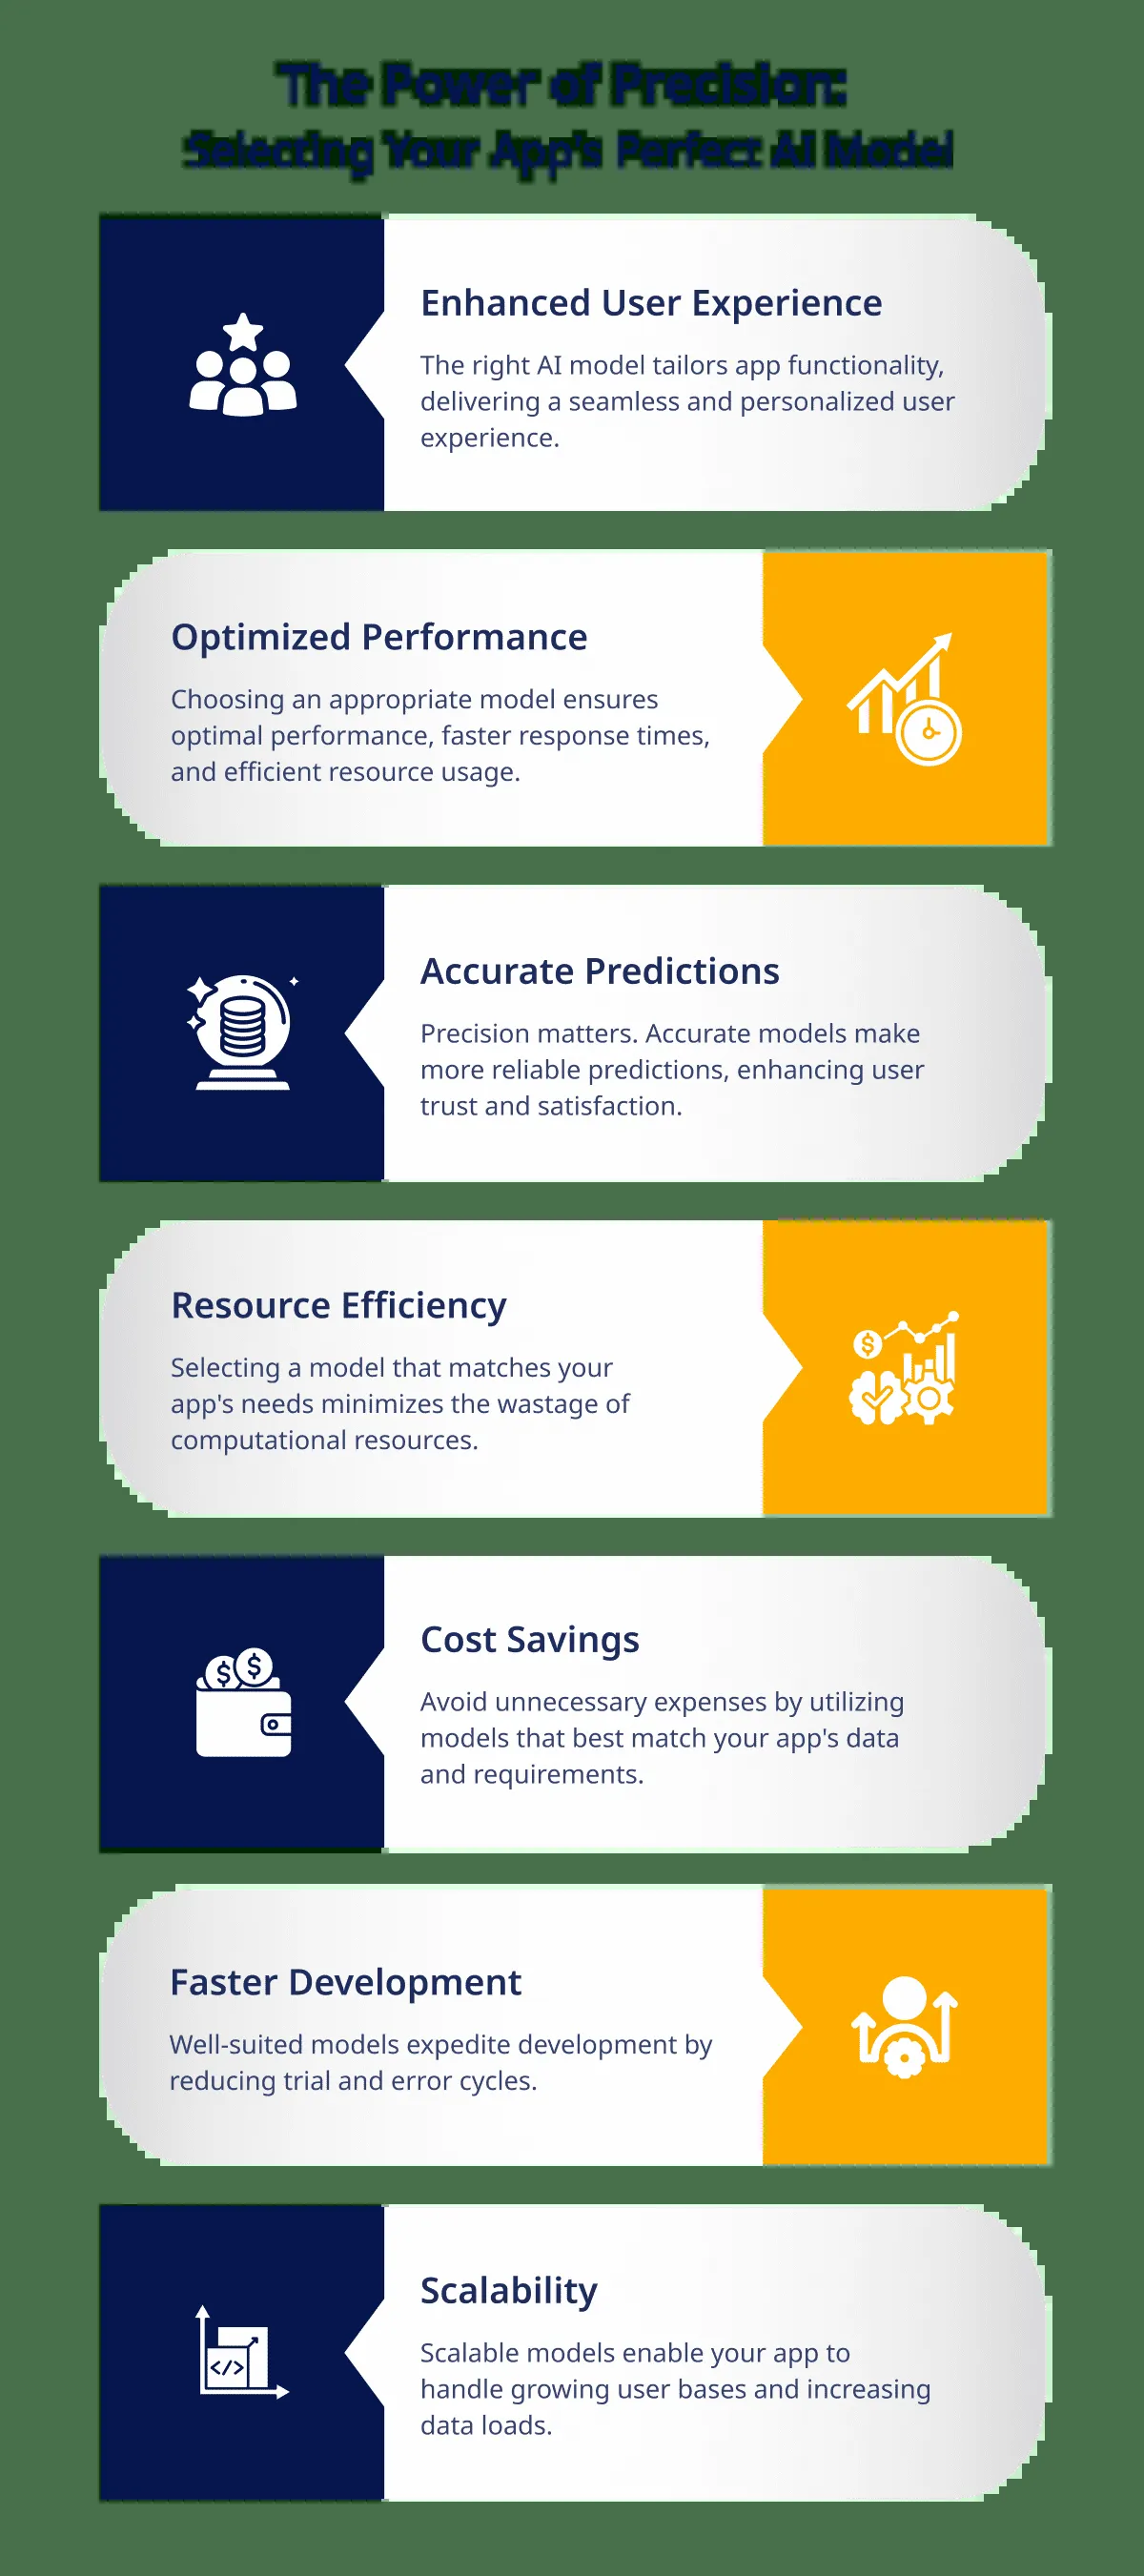 The Power of Precision:
Selecting Your App's Perfect AI Model
Enhanced User Experience
The right AI model tailors app functionality,
delivering a seamless and personalized user
experience.
Optimized Performance
Choosing an appropriate model ensures
optimal performance, faster response times,
and efficient resource usage.
Accurate Predictions
Precision matters. Accurate models make
more reliable predictions, enhancing user
trust and satisfaction.
Resource Efficiency
Selecting a model that matches your
app's needs minimizes the wastage of
computational resources.
Cost Savings
Avoid unnecessary expenses by utilizing
models that best match your app's data
and requirements.
Faster Development
Well-suited models expedite development by
reducing trial and error cycles.
Scalability
Scalable models enable your app to
handle growing user bases and increasing
data loads.